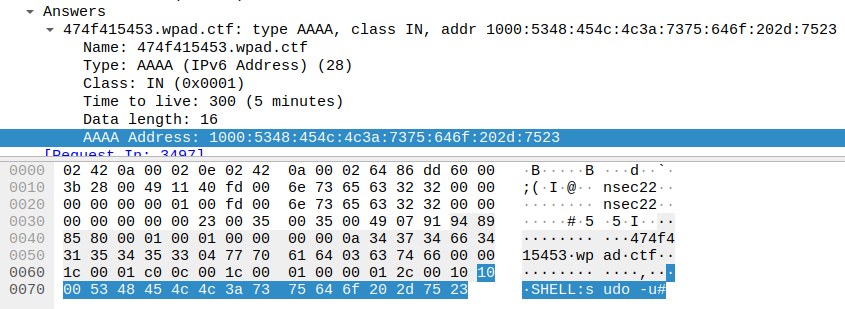 Answers
474f415453.wpad.ctf: type AAAA, class IN, addr 1000:5348:454c:4c3a:7375:646f:202d:7523
Name: 474f415453.wpad.ctf
Type: AAAA (IPv6 Address) (28)
Class: IN (0x0001)
Time to live: 300 (5 minutes)
Data length: 16
AAAA Address: 1000:5348:454c:4c3a:7375:646f:202d:7523
[Request In: 3497]
0000 02 42 0a 00 02 0e 02 42 0a 00 02 64 86 dd 60 00 ·B·····B ···d··`·
0010 3b 28 00 49 11 40 fd 00 6e 73 65 63 32 32 00 00 ;(·I·@·· nsec22··
0020 00 00 00 00 01 00 fd 00 6e 73 65 63 32 32 00 00 ········ nsec22··
0030 00 00 00 00 00 23 00 35 00 35 00 49 07 91 94 89 ·····#·5 ·5·I····
0040 85 80 00 01 00 01 00 00 00 00 0a 34 37 34 66 34 ········ ···474f4
0050 31 35 34 35 33 04 77 70 61 64 03 63 74 66 00 00 15453·wp ad·ctf··
0060 1c 00 01 c0 0c 00 1c 00 01 00 00 01 2c 00 10 10 ········ ····,···
0070 00 53 48 45 4c 4c 3a 73 75 64 6f 20 2d 75 23 ·SHELL:s udo -u#